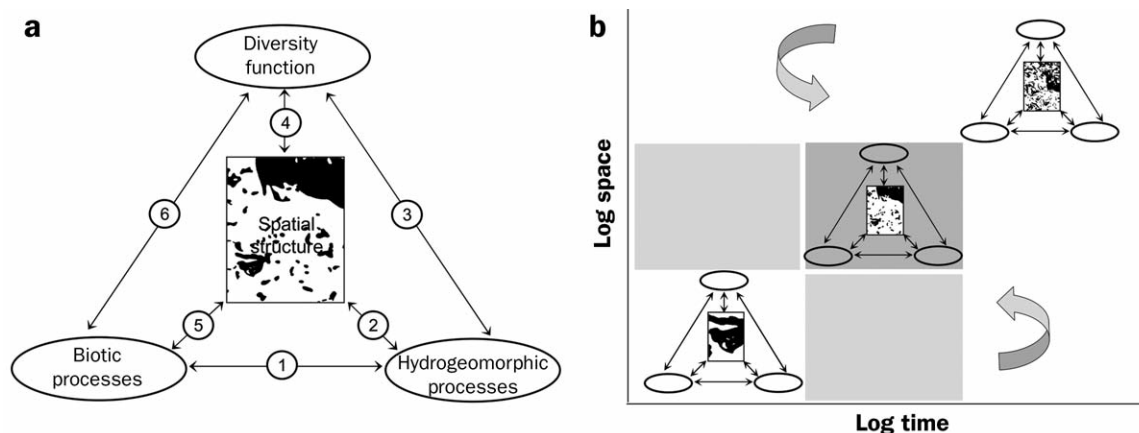 a
Diversity
function
4
6
3
Spatial
structure
5
2
Biotic
processes
1
Hydrogeomorphic
processes
b
Log space
Log time